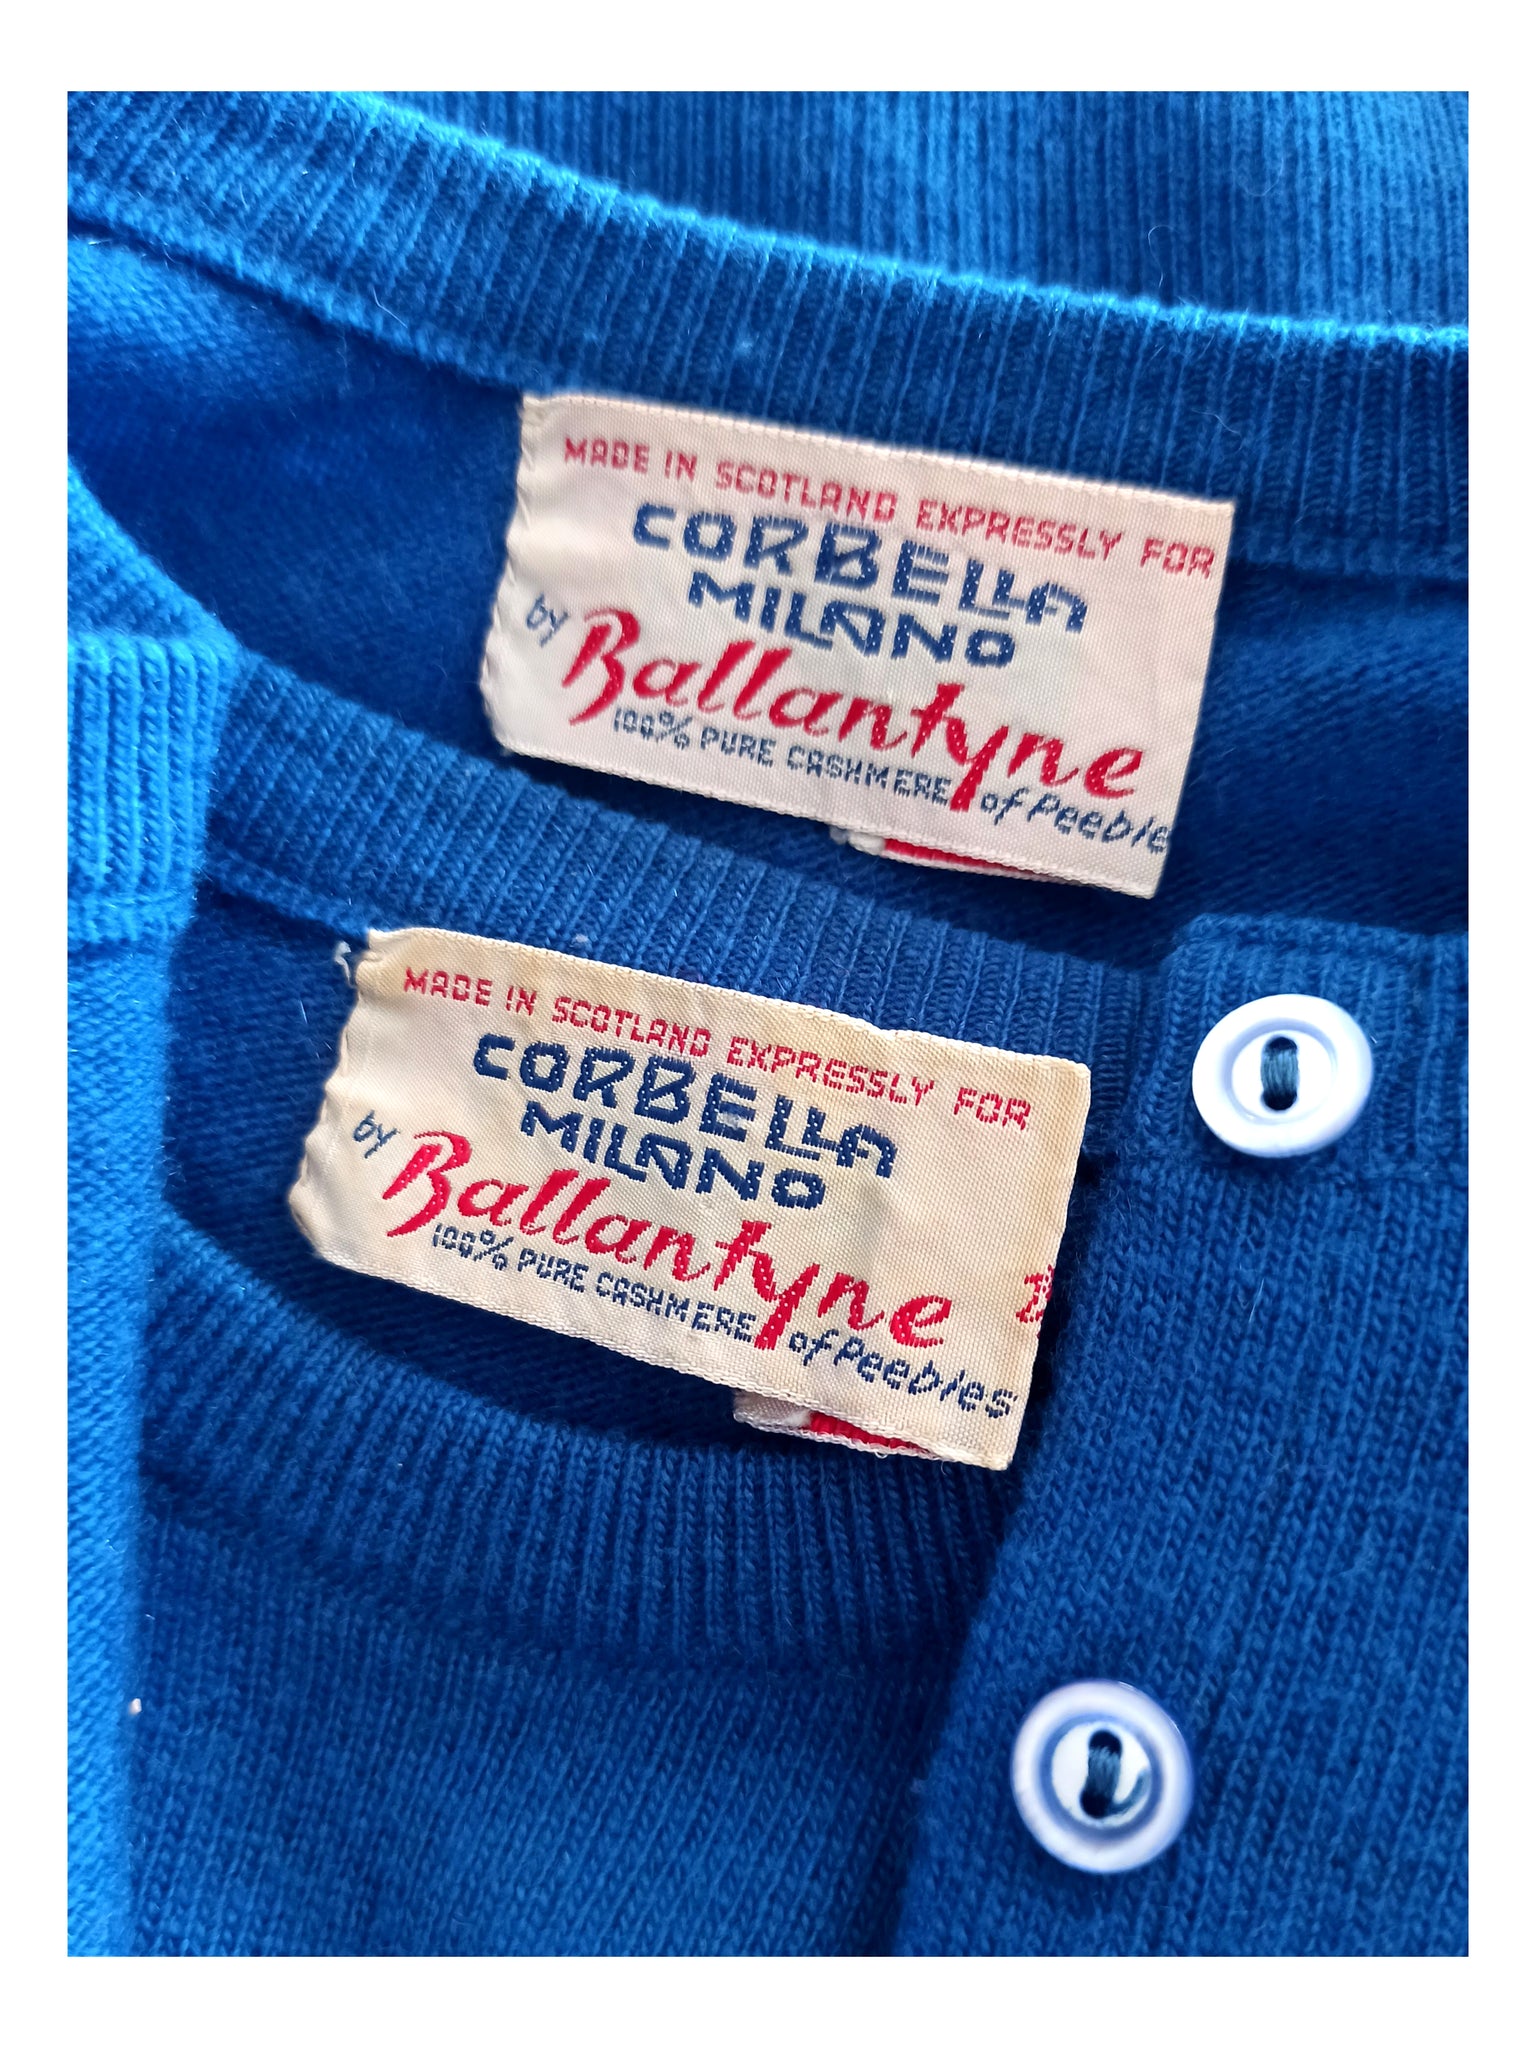 MADE IN SCOTLAND EXPRESSLY FOR
CORBELLA
MILANO
by Ballantyne
100% PURE CASHMERE of Peeble
MADE IN SCOTLAND EXPRESSLY FOR
CORBELLA
MILANO
by Ballantyne
100% PURE CASHMERE of Peebles